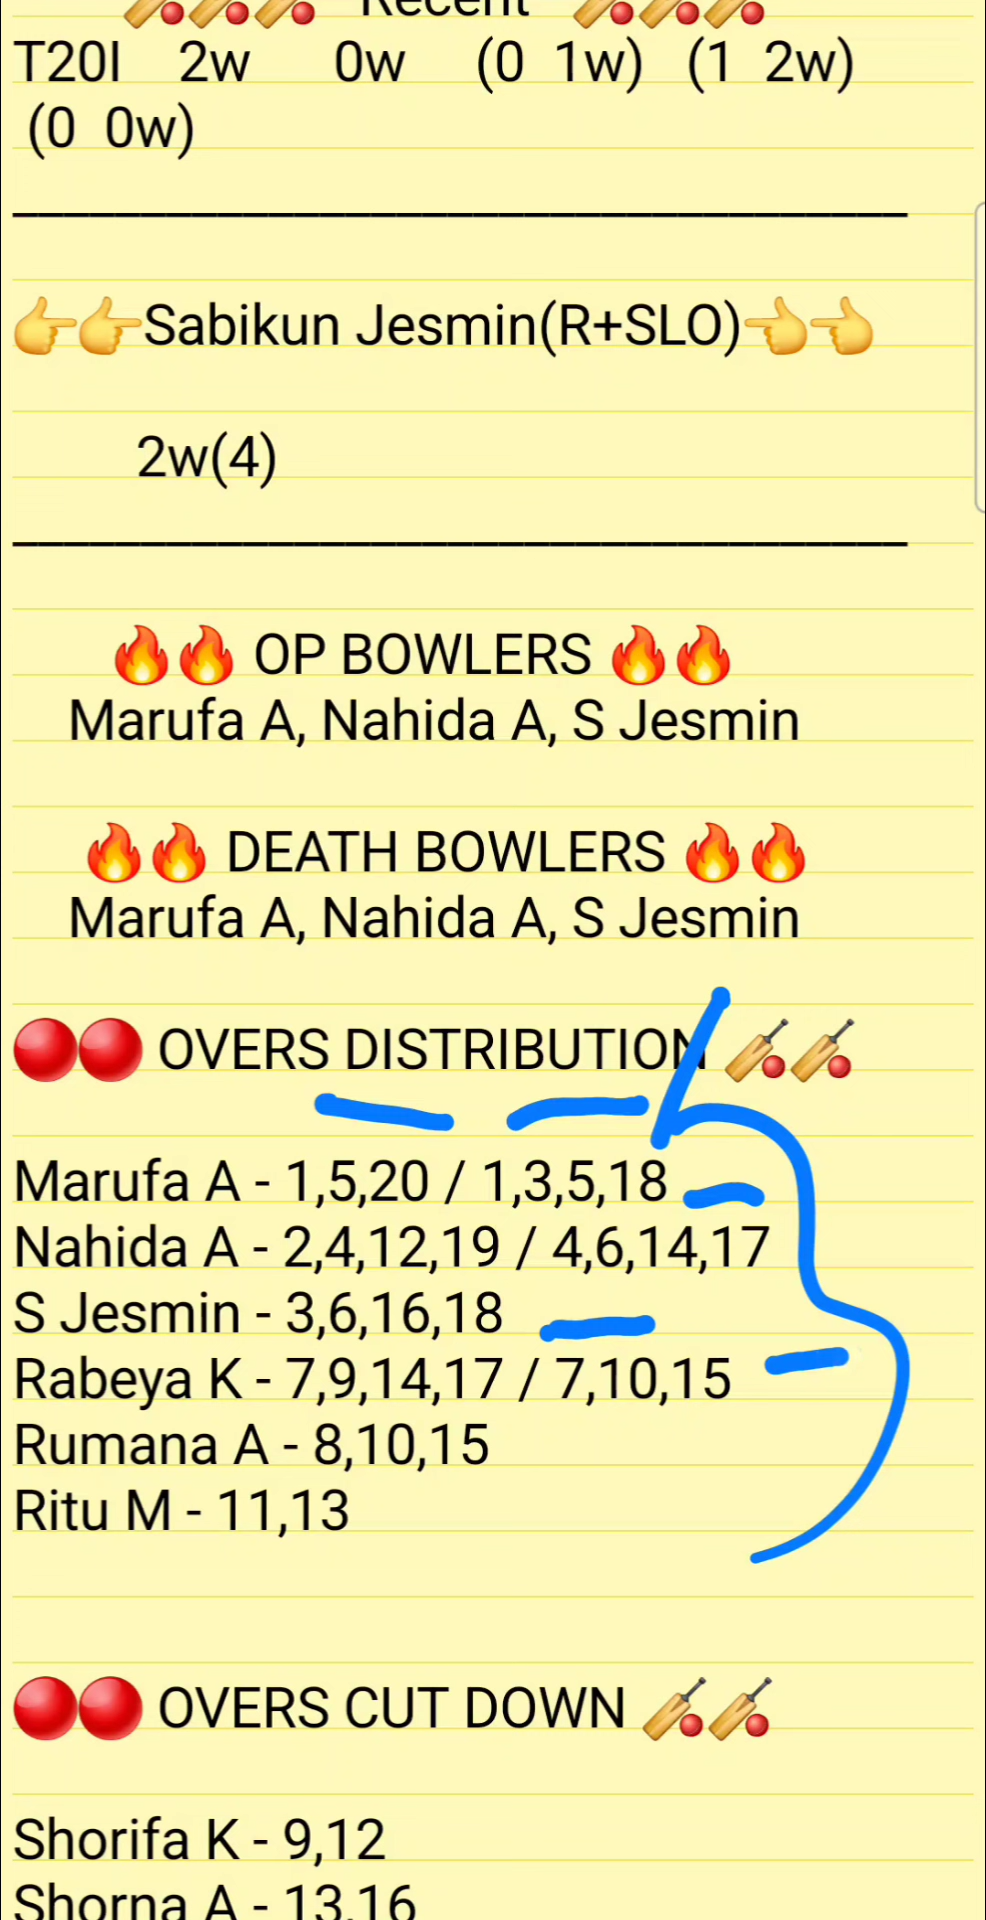 Recent
T20I 2w 0w (0 1w) (1 2w)
(0 0w)
Sabikun Jesmin(R+SLO)
2w(4)
OP BOWLERS
Marufa A, Nahida A, S Jesmin
DEATH BOWLERS
Marufa A, Nahida A, S Jesmin
OVERS DISTRIBUTION
Marufa A - 1,5,20 / 1,3,5,18
Nahida A - 2,4,12,19 / 4,6,14,17
S Jesmin - 3,6,16,18
Rabeya K - 7,9,14,17 / 7,10,15
Rumana A - 8,10,15
Ritu M - 11,13
OVERS CUT DOWN
Shorifa K - 9,12
Shorna A - 13,16